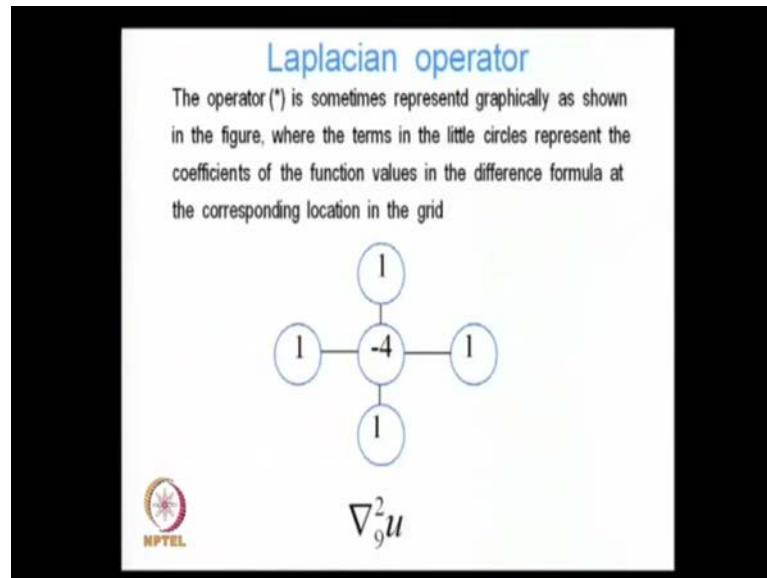 Laplacian operator
The operator (*) is sometimes representd graphically as shown
in the figure, where the terms in the little circles represent the
coefficients of the function values in the difference formula at
the corresponding location in the grid
1
1 -4 1
1
∇₉²u
NPTEL